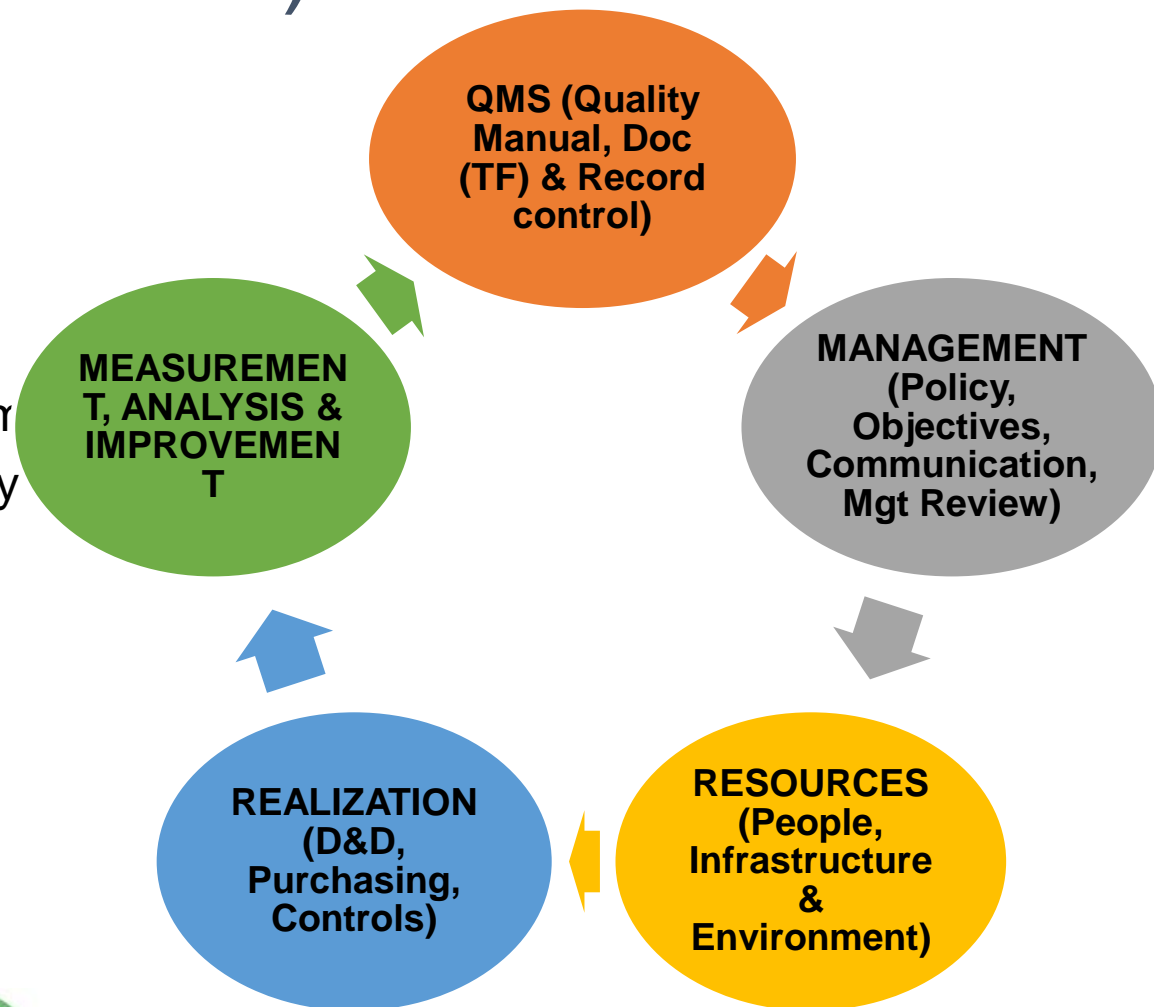 )
QMS (Quality
Manual, Doc
(TF) & Record
control)
MANAGEMENT
(Policy,
Objectives,
Communication,
Mgt Review)
RESOURCES
(People,
Infrastructure
&
Environment)
REALIZATION
(D&D,
Purchasing,
Controls)
MEASUREMEN
T, ANALYSIS &
IMPROVEMEN
T
y